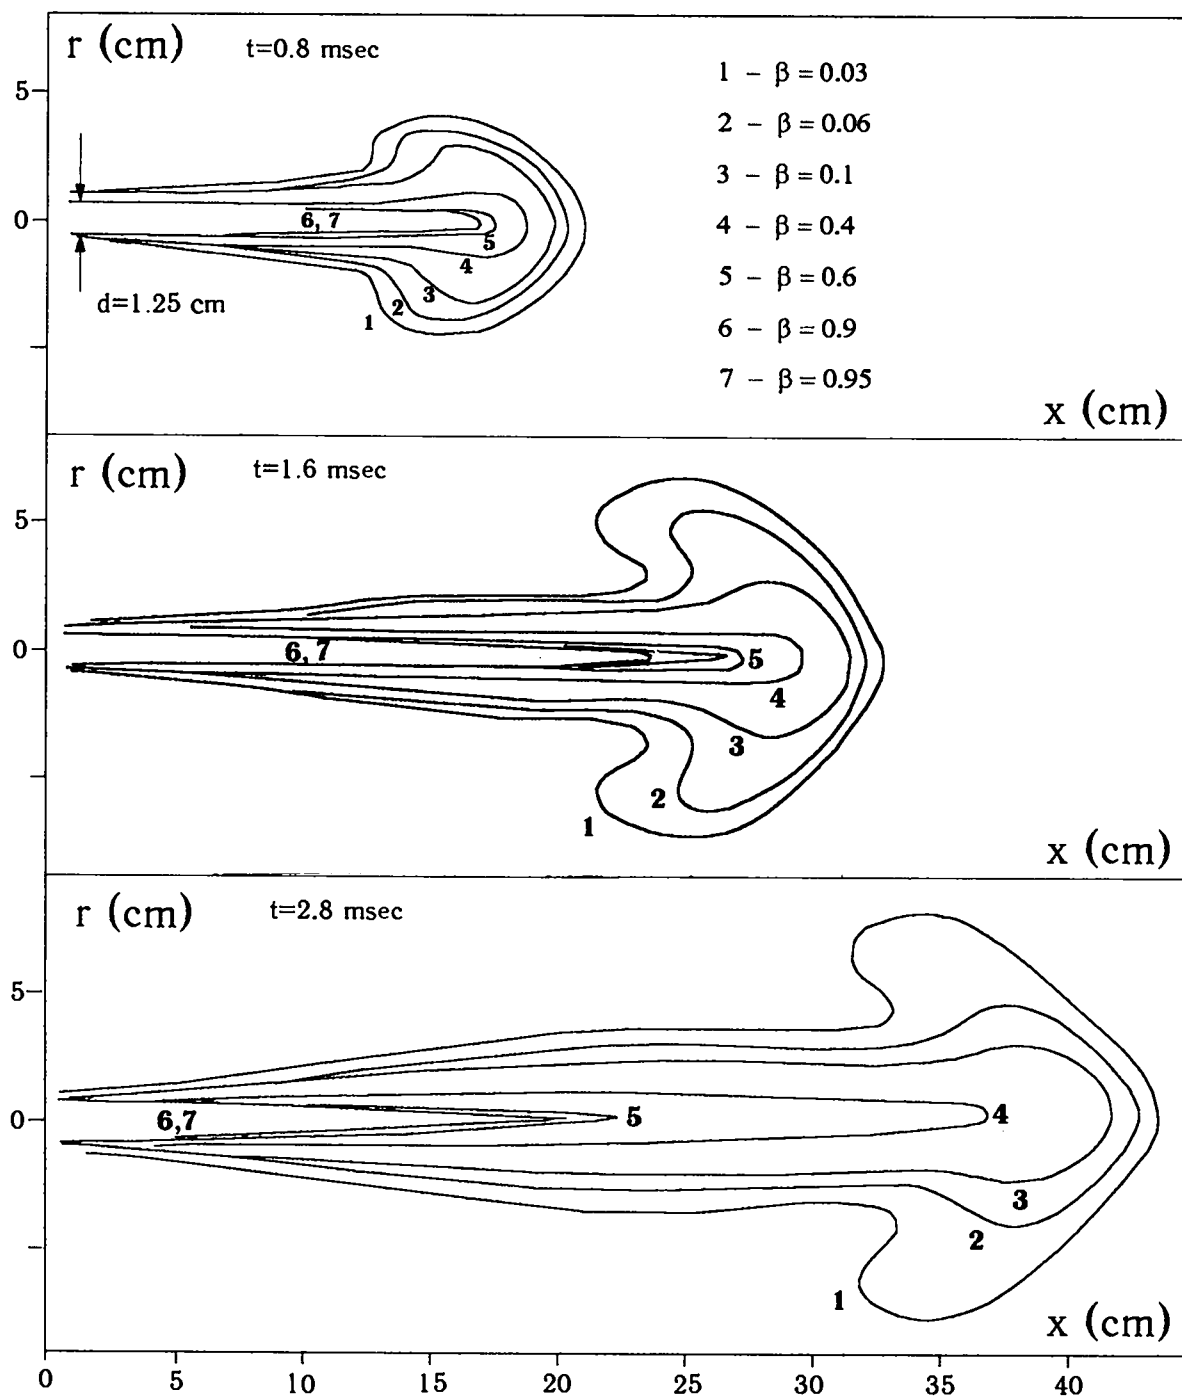 r (cm)
t=0.8 msec
1 - β = 0.03
5
2 - β = 0.06
3 - β = 0.1
0
6, 7
4 - β = 0.4
5
4
5 - β = 0.6
3
d=1.25 cm
2
1
6 - β = 0.9
7 - β = 0.95
x (cm)
r (cm)
t=1.6 msec
5
0
6, 7
5
4
3
2
1
x (cm)
r (cm)
t=2.8 msec
5
0
6,7
5
4
3
2
1
x (cm)
0 5 10 15 20 25 30 35 40